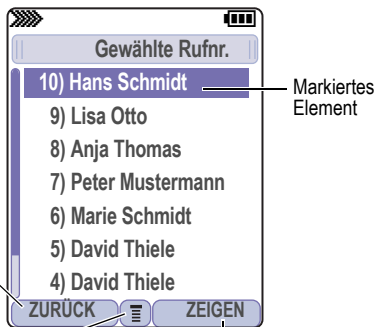 Gewählte Rufnr.
10) Hans Schmidt
Markiertes
Element
9) Lisa Otto
8) Anja Thomas
7) Peter Mustermann
6) Marie Schmidt
5) David Thiele
4) David Thiele
ZURÜCK
ZEIGEN